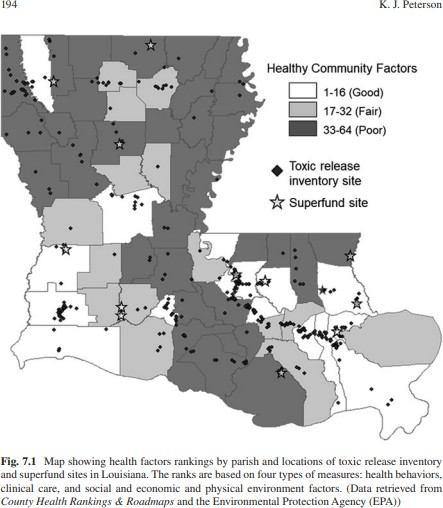 194
K. J. Peterson
Healthy Community Factors
1-16 (Good)
17-32 (Fair)
33-64 (Poor)
Toxic release
inventory site
Superfund site
Fig. 7.1 Map showing health factors rankings by parish and locations of toxic release inventory
and superfund sites in Louisiana. The ranks are based on four types of measures: health behaviors,
clinical care, and social and economic and physical environment factors. (Data retrieved from
County Health Rankings & Roadmaps and the Environmental Protection Agency (EPA))